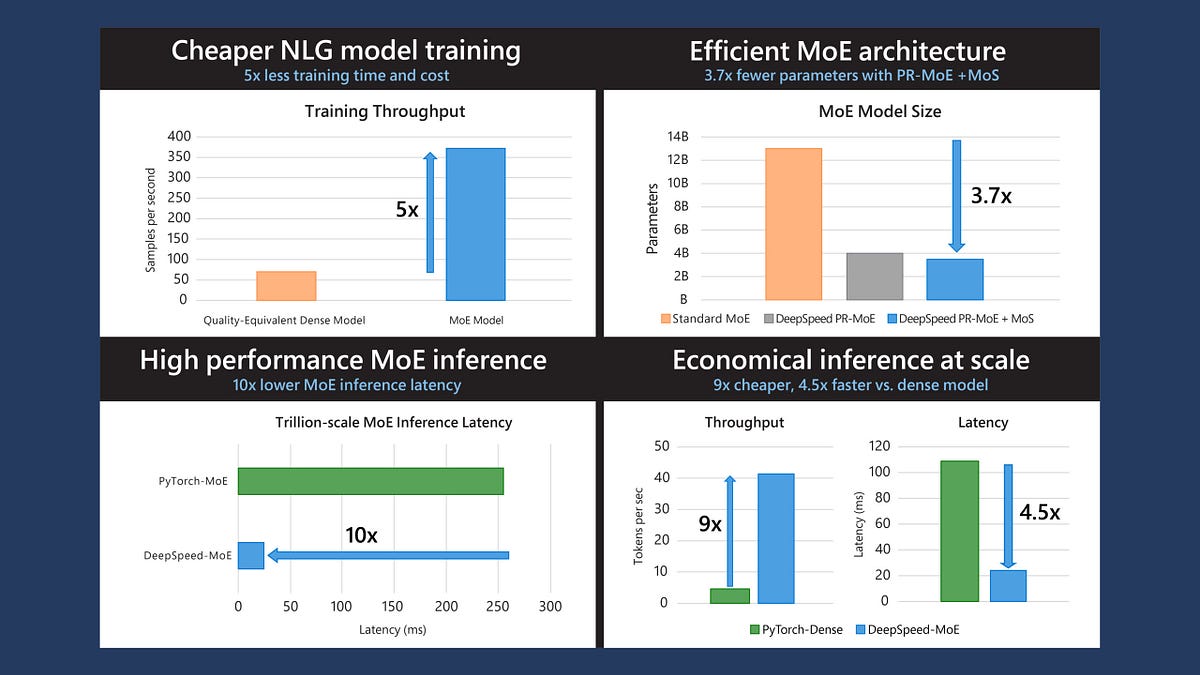 Cheaper NLG model training
5x less training time and cost
Training Throughput
Samples per second
400
350
300
250
200
150
100
50
0
5x
Quality-Equivalent Dense Model
MoE Model
Efficient MoE architecture
3.7x fewer parameters with PR-MoE +MoS
MoE Model Size
Parameters
14B
12B
10B
8B
6B
4B
2B
B
3.7x
Standard MoE
DeepSpeed PR-MoE
DeepSpeed PR-MoE + MoS
High performance MoE inference
10x lower MoE inference latency
Trillion-scale MoE Inference Latency
PyTorch-MoE
10x
DeepSpeed-MoE
0 50 100 150 200 250 300
Latency (ms)
Economical inference at scale
9x cheaper, 4.5x faster vs. dense model
Throughput
Tokens per sec
50
40
30
20
10
0
9x
Latency
Latency (ms)
120
100
80
60
40
20
0
4.5x
PyTorch-Dense
DeepSpeed-MoE